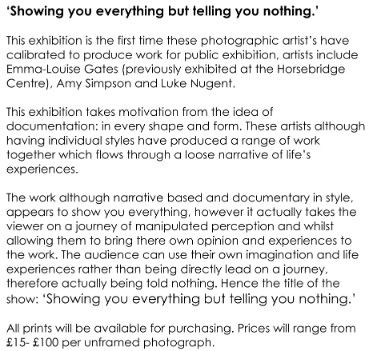 ‘Showing you everything but telling you nothing.’
This exhibition is the first time these photographic artist’s have
calibrated to produce work for public exhibition, artists include
Emma-Louise Gates (previously exhibited at the Horsebridge
Centre), Amy Simpson and Luke Nugent.
This exhibition takes motivation from the idea of
documentation: in every shape and form. These artists although
having individual styles have produced a range of work
together which flows through a loose narrative of life’s
experiences.
The work although narrative based and documentary in style,
appears to show you everything, however it actually takes the
viewer on a journey of manipulated perception and whilst
allowing them to bring there own opinion and experiences to
the work. The audience can use their own imagination and life
experiences rather than being directly lead on a journey,
therefore actually being told nothing. Hence the title of the
show: ‘Showing you everything but telling you nothing.’
All prints will be available for purchasing. Prices will range from
£15- £100 per unframed photograph.